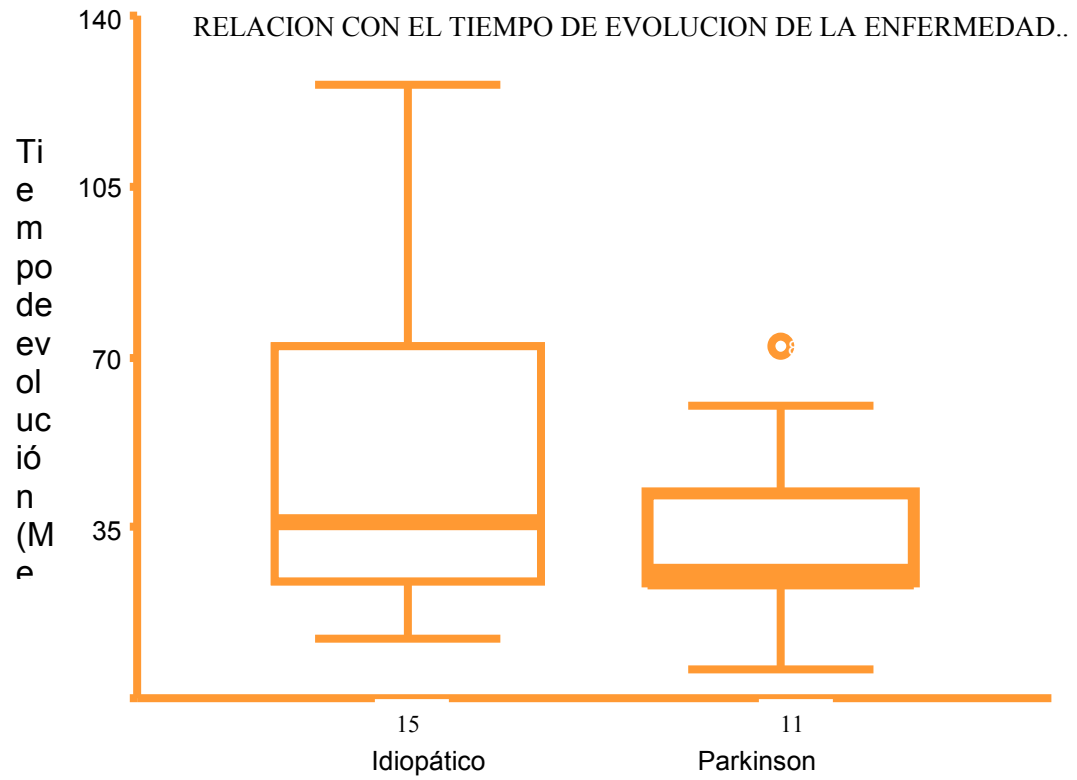 RELACION CON EL TIEMPO DE EVOLUCION DE LA ENFERMEDAD..
140
105
70
35
Ti
e
m
po
de
ev
ol
uc
ió
n
(M
e
15
11
Idiopático
Parkinson